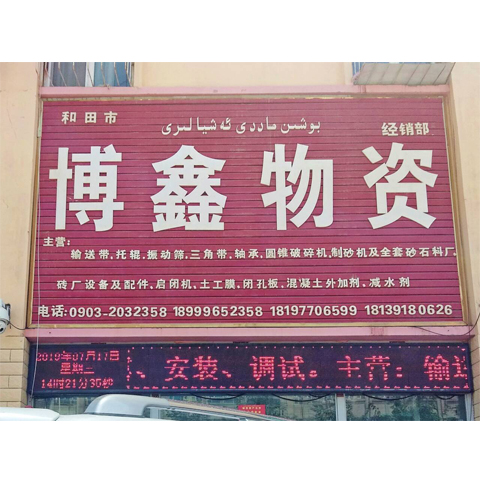 和田市
بوشىن ماددى ئەشيالىرى
经销部
博鑫物资
主营:
输送带.托辊.振动筛.三角带.轴承.圆锥破碎机.制砂机及全套砂石料厂.
砖厂设备及配件.启闭机.土工膜.闭孔板.混凝土外加剂.减水剂
电话:0903-2032358 18999652358 18197706599 18139180626
2019年07月17日
星期三
14时21分35秒
、安装、调试。主营:输送